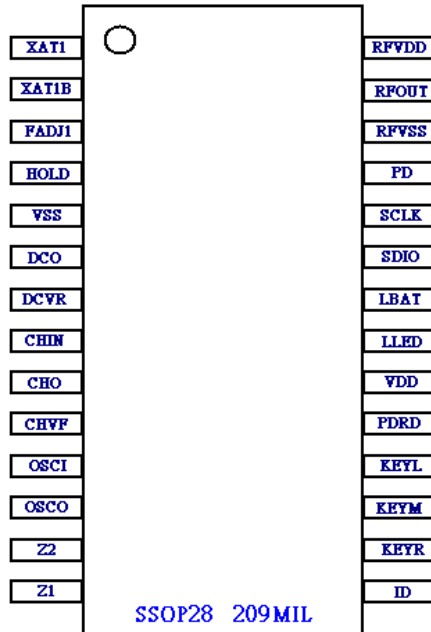 XAT1 RFVDD
XAT1B RFOUT
FADJ1 RFVSS
HOLD PD
VSS SCLK
DCO SDIO
DCVR LBAT
CHIN LLED
CHO VDD
CHVF PDRD
OSCI KEYL
OSCO KEYM
Z2 KEYR
Z1 ID
SSOP28 209MIL